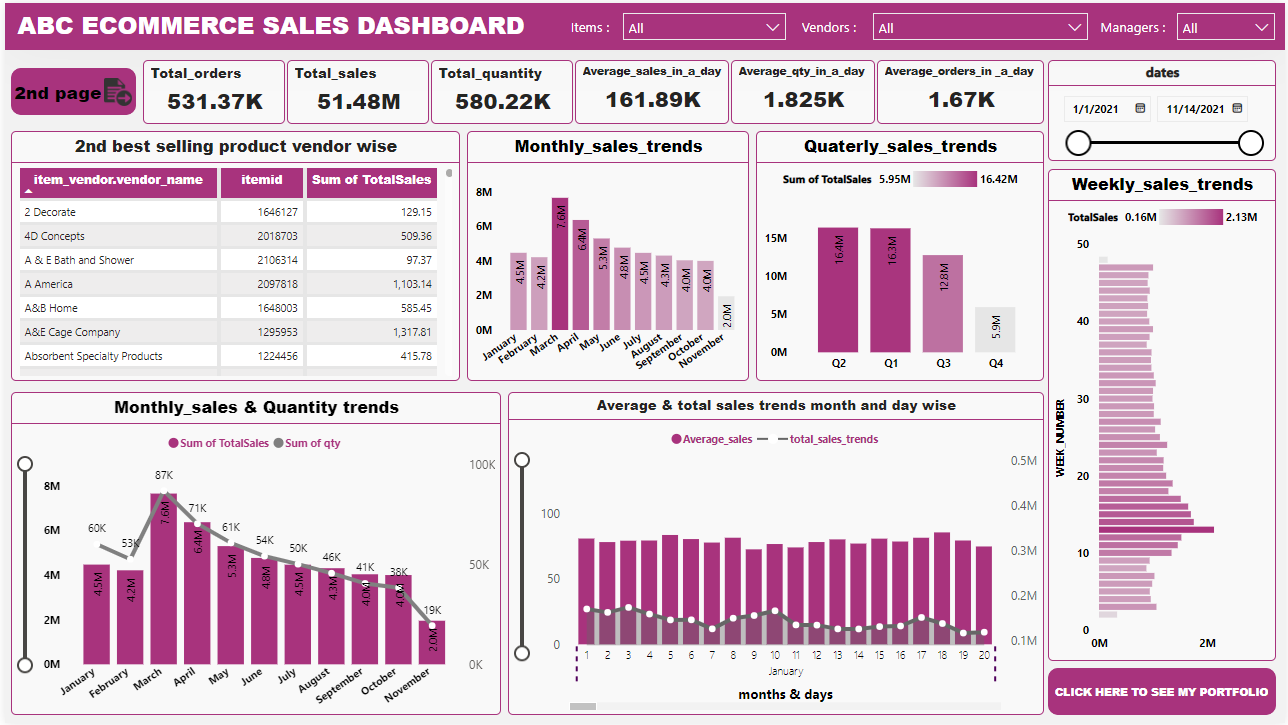 ABC ECOMMERCE SALES DASHBOARD
Items :
All
Vendors :
All
Managers :
All
2nd page
Total_orders
531.37K
Total_sales
51.48M
Total_quantity
580.22K
Average_sales_in_a_day
161.89K
Average_qty_in_a_day
1.825K
Average_orders_in _a_day
1.67K
dates
1/1/2021
11/14/2021
2nd best selling product vendor wise
item_vendor.vendor_name itemid Sum of TotalSales
2 Decorate 1646127 129.15
4D Concepts 2018703 509.36
A & E Bath and Shower 2106314 97.37
A America 2097818 1,103.14
A&B Home 1648003 585.45
A&E Cage Company 1295953 1,317.81
Absorbent Specialty Products 1224456 415.78
Monthly_sales_trends
8M
6M
4M
2M
0M
4.5M 4.2M 7.6M 6.4M 5.3M 4.8M 4.5M 4.3M 4.0M 4.0M 2.0M
January February March April May June July August September October November
Quaterly_sales_trends
Sum of TotalSales 5.95M 16.42M
15M
10M
5M
0M
16.4M 16.3M 12.8M 5.9M
Q2 Q1 Q3 Q4
Weekly_sales_trends
TotalSales 0.16M 2.13M
50
40
30
20
10
0
WEEK_NUMBER
0M 2M
Monthly_sales & Quantity trends
Sum of TotalSales Sum of qty
8M
6M
4M
2M
0M
100K
50K
0K
60K 53K 87K 71K 61K 54K 50K 46K 41K 38K 19K
4.5M 4.2M 7.6M 6.4M 5.3M 4.8M 4.5M 4.3M 4.0M 4.0M 2.0M
January February March April May June July August September October November
Average & total sales trends month and day wise
Average_sales total_sales_trends
100
50
0
0.5M
0.4M
0.3M
0.2M
0.1M
1 2 3 4 5 6 7 8 9 10 11 12 13 14 15 16 17 18 19 20
January
months & days
CLICK HERE TO SEE MY PORTFOLIO